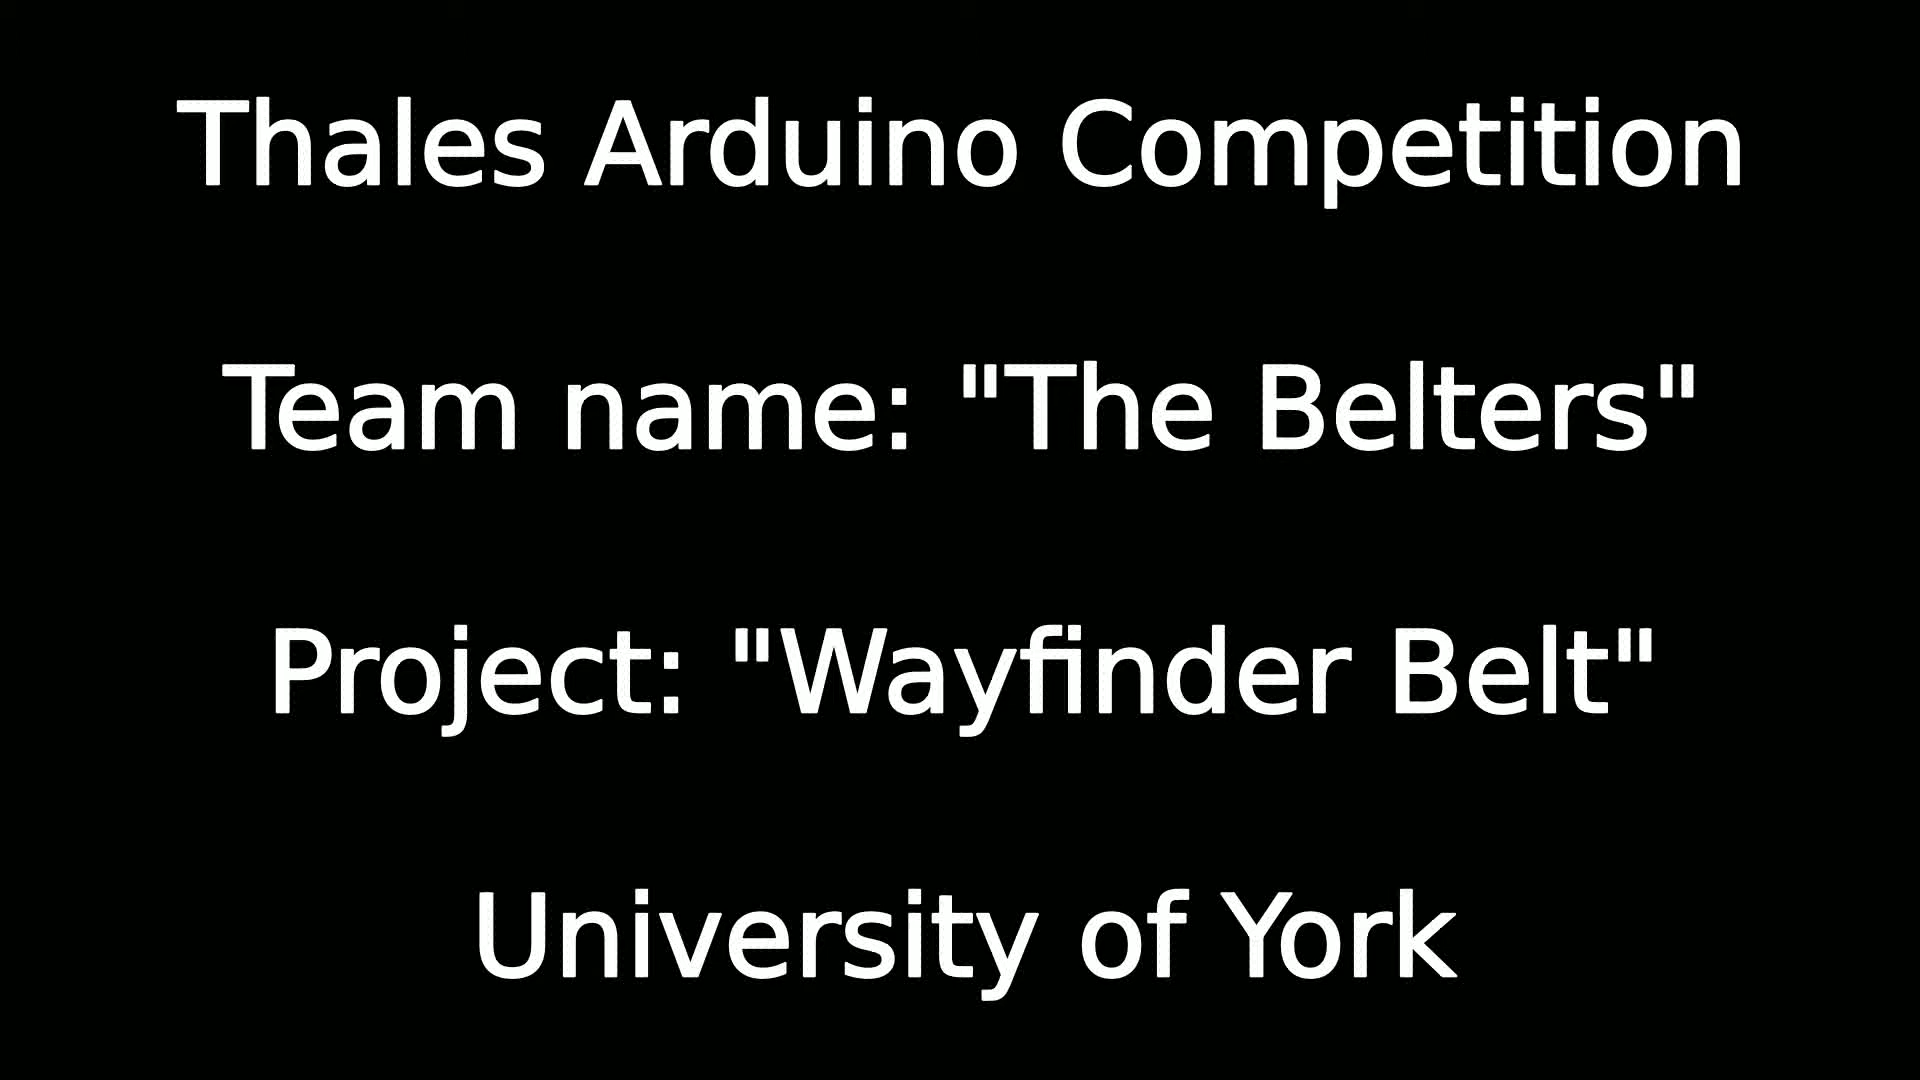 Thales Arduino Competition
Team name: "The Belters"
Project: "Wayfinder Belt"
University of York